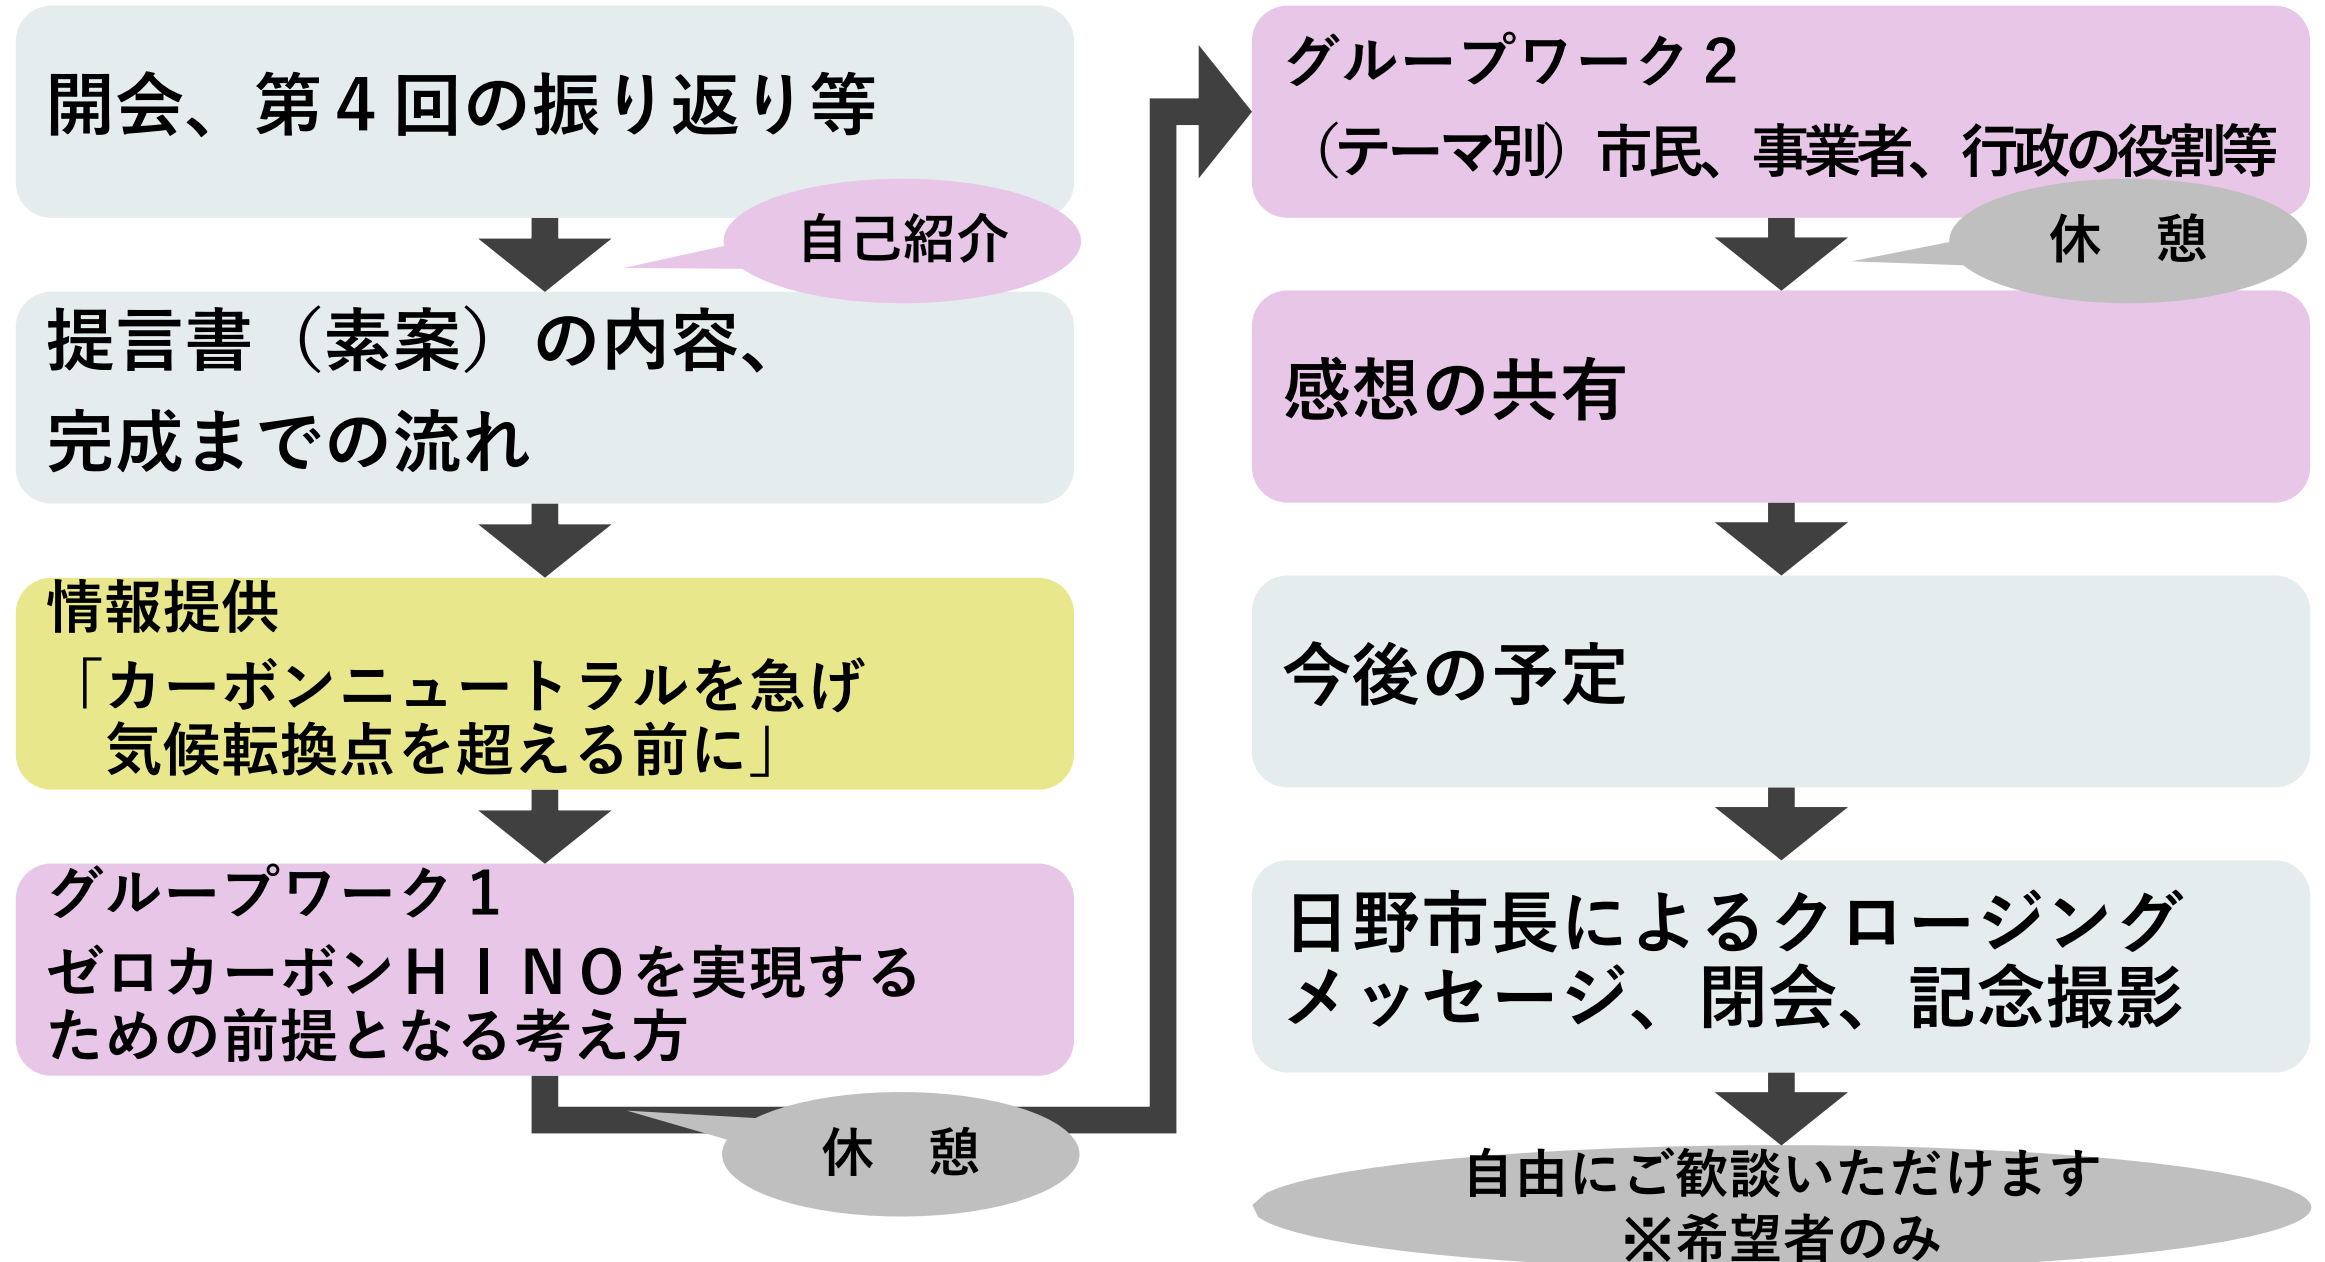 開会、第４回の振り返り等
自己紹介
提言書（素案）の内容、
完成までの流れ
情報提供
「カーボンニュートラルを急げ
気候転換点を超える前に」
グループワーク１
ゼロカーボンＨＩＮＯを実現する
ための前提となる考え方
休　憩
グループワーク２
（テーマ別）市民、事業者、行政の役割等
休　憩
感想の共有
今後の予定
日野市長によるクロージング
メッセージ、閉会、記念撮影
自由にご歓談いただけます
※希望者のみ